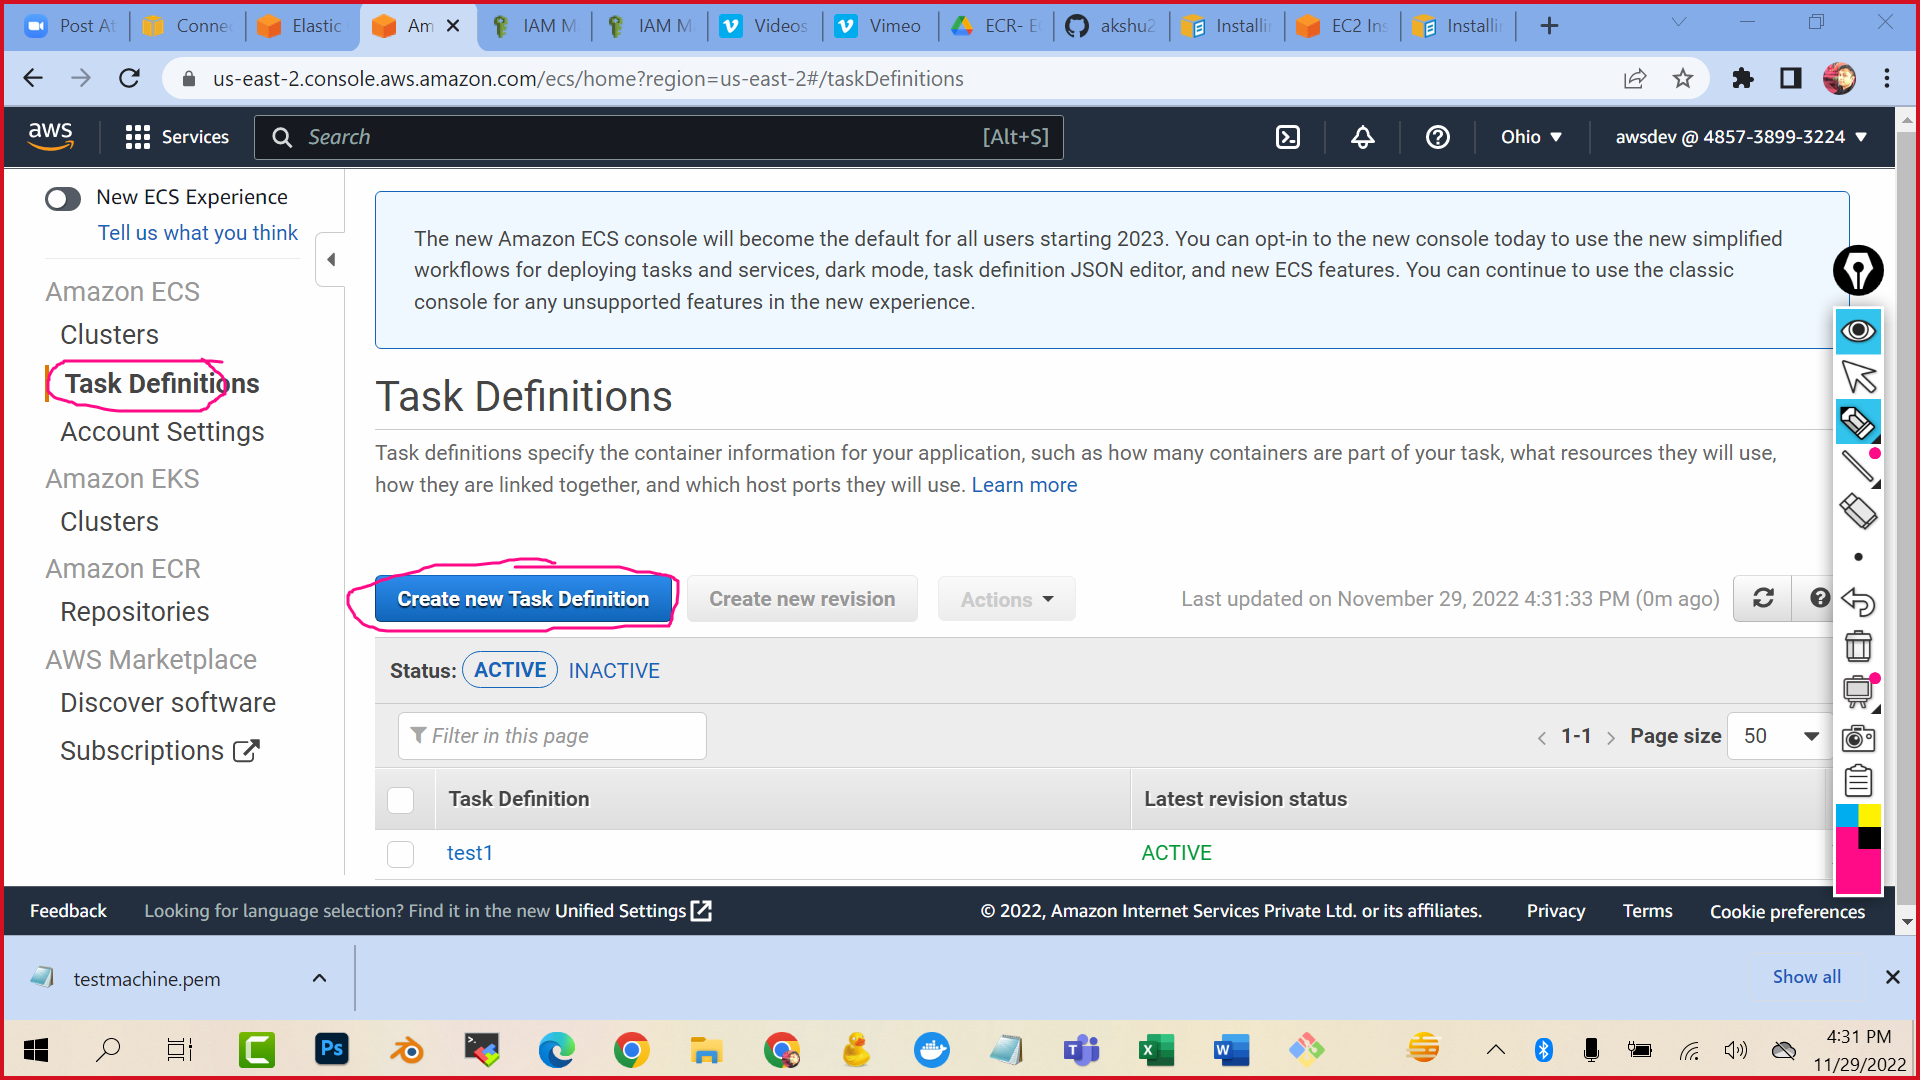 Post At
Conne
Elastic
Am
IAM M
IAM M
Videos
Vimeo
ECR- E
akshu2
Installi
EC2 Ins
Installi
us-east-2.console.aws.amazon.com/ecs/home?region=us-east-2#/taskDefinitions
aws
Services
Search
[Alt+S]
Ohio
awsdev @ 4857-3899-3224
New ECS Experience
Tell us what you think
Amazon ECS
Clusters
Task Definitions
Account Settings
Amazon EKS
Clusters
Amazon ECR
Repositories
AWS Marketplace
Discover software
Subscriptions
The new Amazon ECS console will become the default for all users starting 2023. You can opt-in to the new console today to use the new simplified
workflows for deploying tasks and services, dark mode, task definition JSON editor, and new ECS features. You can continue to use the classic
console for any unsupported features in the new experience.
Task Definitions
Task definitions specify the container information for your application, such as how many containers are part of your task, what resources they will use,
how they are linked together, and which host ports they will use. Learn more
Create new Task Definition
Create new revision
Actions
Last updated on November 29, 2022 4:31:33 PM (0m ago)
Status: ACTIVE INACTIVE
Filter in this page
1-1
Page size
50
Task Definition
Latest revision status
test1
ACTIVE
Feedback
Looking for language selection? Find it in the new Unified Settings
© 2022, Amazon Internet Services Private Ltd. or its affiliates.
Privacy
Terms
Cookie preferences
testmachine.pem
Show all
Ps
4:31 PM
11/29/2022